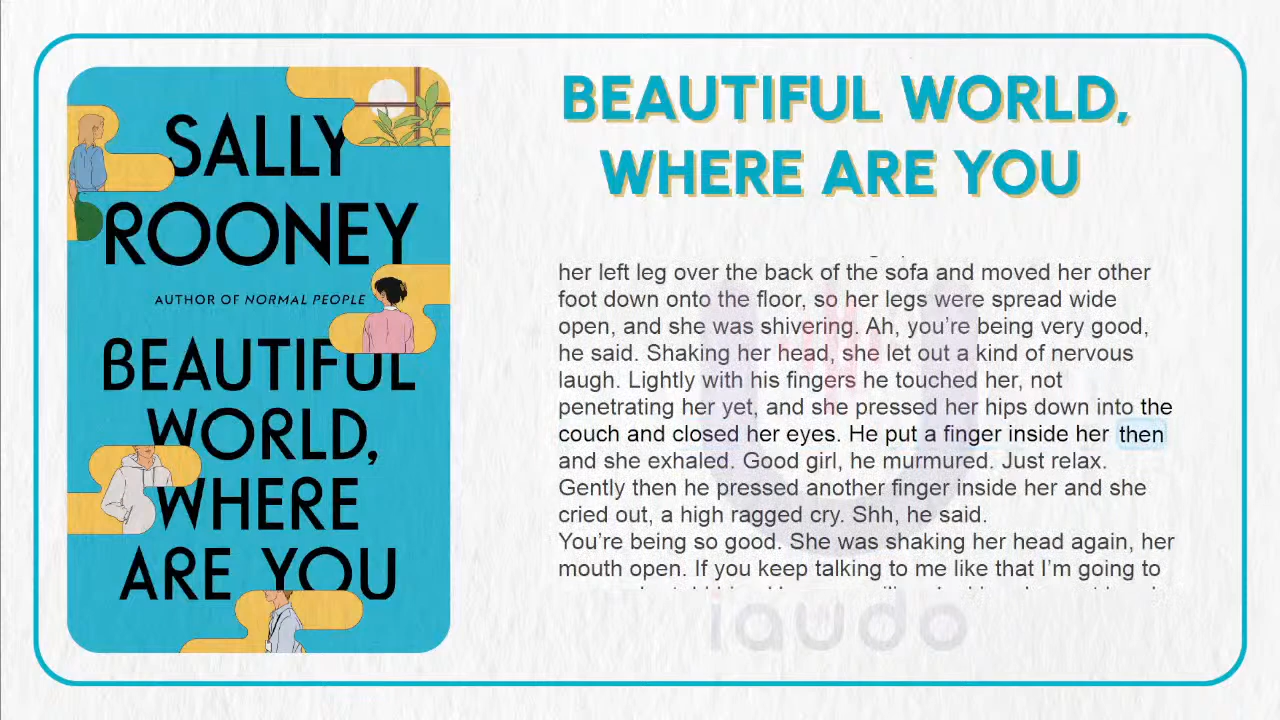 SALLY
ROONEY
AUTHOR OF NORMAL PEOPLE
BEAUTIFUL
WORLD,
WHERE
ARE YOU
BEAUTIFUL WORLD,
WHERE ARE YOU
her left leg over the back of the sofa and moved her other
foot down onto the floor, so her legs were spread wide
open, and she was shivering. Ah, you’re being very good,
he said. Shaking her head, she let out a kind of nervous
laugh. Lightly with his fingers he touched her, not
penetrating her yet, and she pressed her hips down into the
couch and closed her eyes. He put a finger inside her then
and she exhaled. Good girl, he murmured. Just relax.
Gently then he pressed another finger inside her and she
cried out, a high ragged cry. Shh, he said.
You’re being so good. She was shaking her head again, her
mouth open. If you keep talking to me like that I’m going to
iaudo